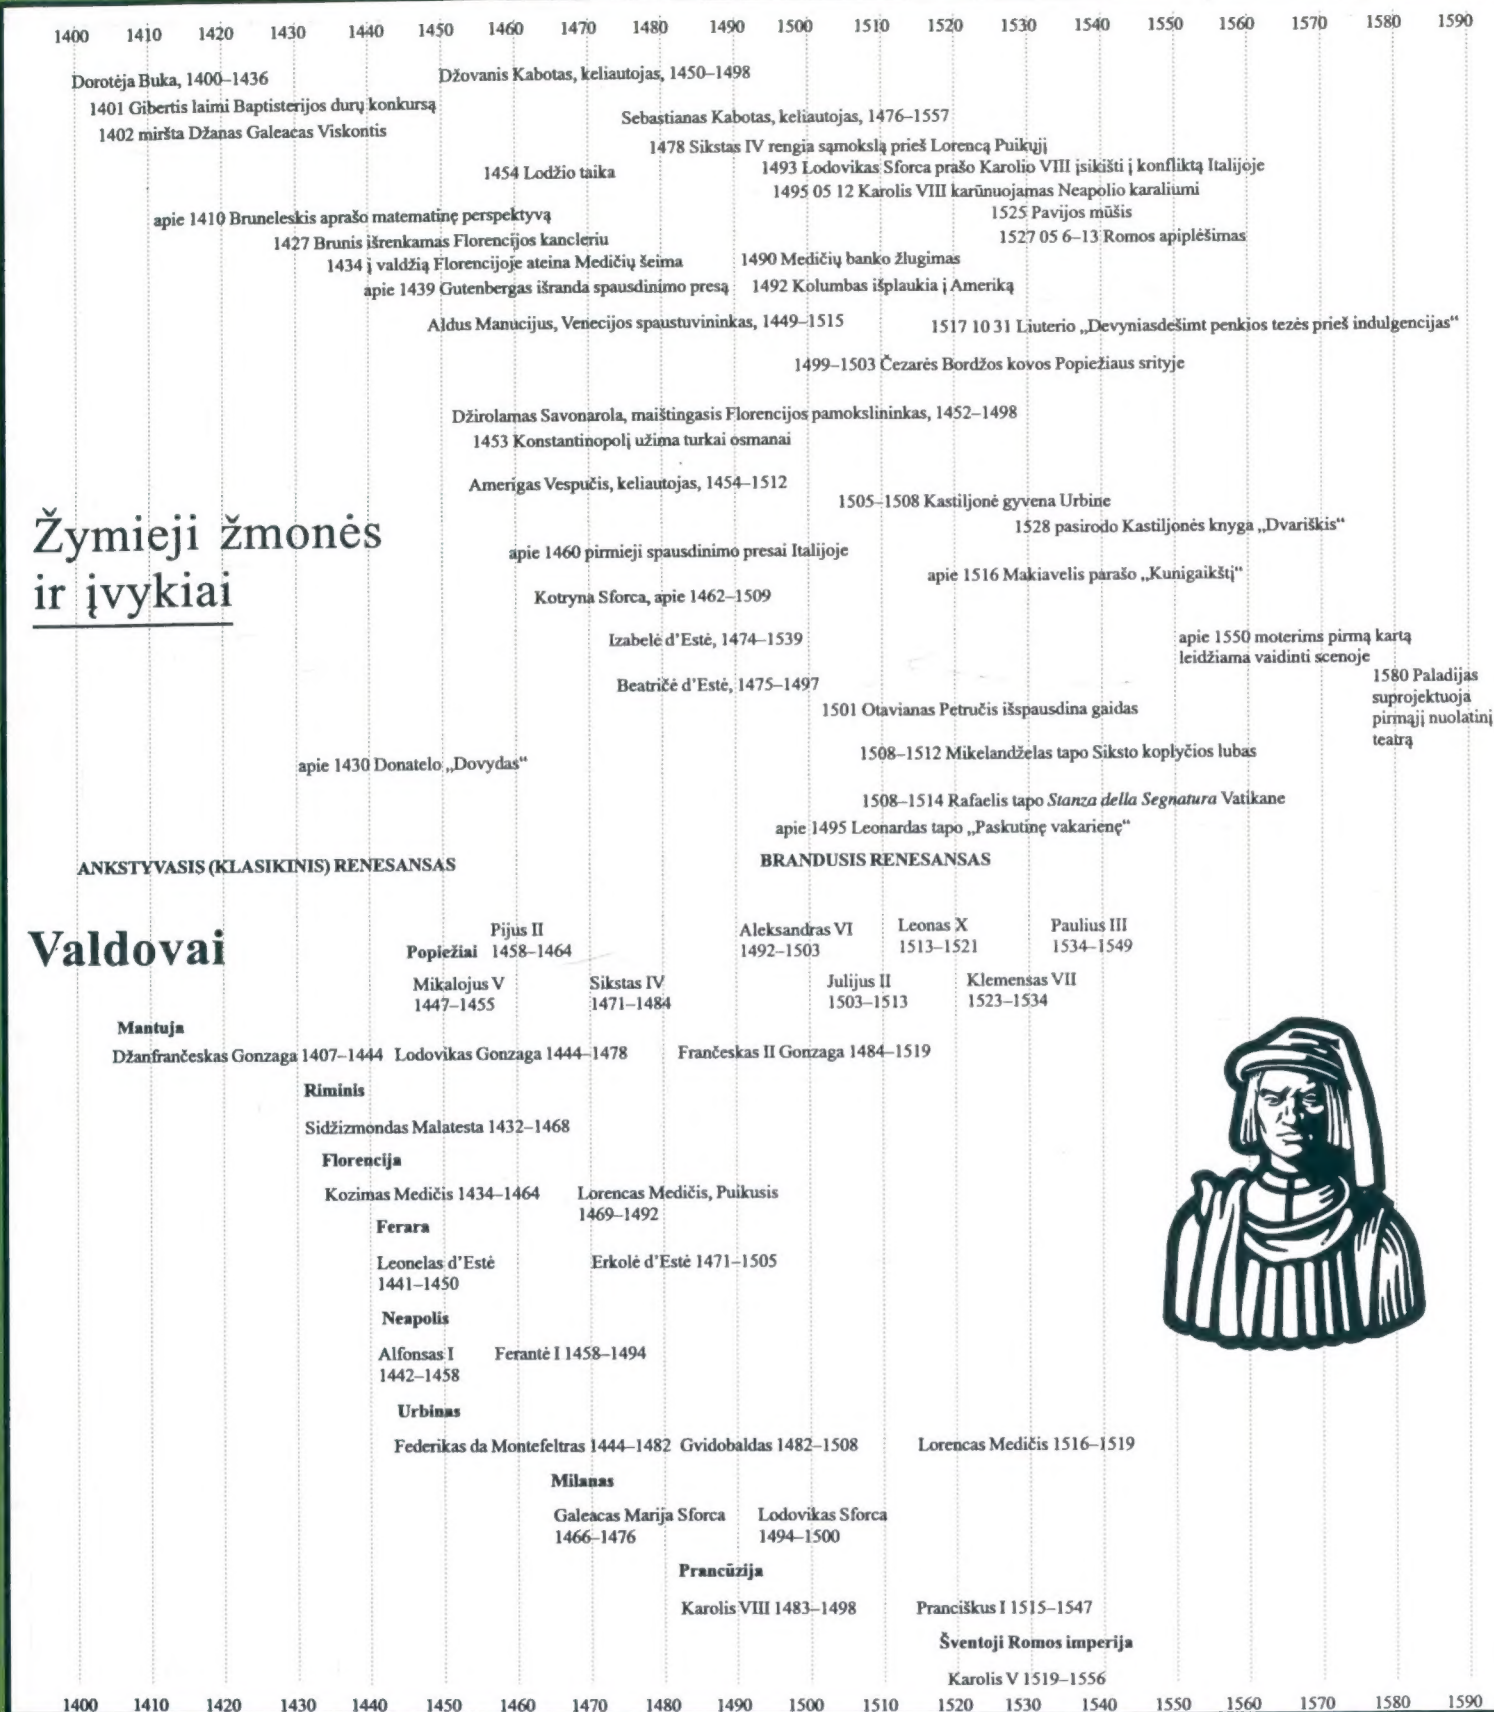 1400 1410 1420 1430 1440 1450 1460 1470 1480 1490 1500 1510 1520 1530 1540 1550 1560 1570 1580 1590
Dorotėja Buka, 1400–1436
Džovanis Kabotas, keliautojas, 1450–1498
1401 Gibertis laimi Baptisterijos durų konkursą
Sebastianas Kabotas, keliautojas, 1476–1557
1402 miršta Džanas Galeacas Viskontis
1478 Sikstas IV rengia sąmokslą prieš Lorencą Puikųjį
1454 Lodžio taika
1493 Lodovikas Sforca prašo Karolio VIII įsikišti į konfliktą Italijoje
1495 05 12 Karolis VIII karūnuojamas Neapolio karaliumi
apie 1410 Bruneleskis aprašo matematinę perspektyvą
1525 Pavijos mūšis
1427 Brunis išrenkamas Florencijos kancleriu
1527 05 6–13 Romos apiplėšimas
1434 į valdžią Florencijoje ateina Medičių šeima
1490 Medičių banko žlugimas
apie 1439 Gutenbergas išranda spausdinimo presą
1492 Kolumbas išplaukia į Ameriką
Aldus Manucijus, Venecijos spaustuvininkas, 1449–1515
1517 10 31 Liuterio „Devyniasdešimt penkios tezės prieš indulgencijas“
1499–1503 Čezarės Bordžos kovos Popiežiaus srityje
Džirolamas Savonarola, maištingasis Florencijos pamokslininkas, 1452–1498
1453 Konstantinopolį užima turkai osmanai
Amerigas Vespučis, keliautojas, 1454–1512
1505–1508 Kastiljonė gyvena Urbine
Žymieji žmonės
ir įvykiai
1528 pasirodo Kastiljonės knyga „Dvariškis“
apie 1460 pirmieji spausdinimo presai Italijoje
apie 1516 Makiavelis parašo „Kunigaikštį“
Kotryna Sforca, apie 1462–1509
Izabelė d’Estė, 1474–1539
apie 1550 moterims pirmą kartą
leidžiama vaidinti scenoje
Beatričė d’Estė, 1475–1497
1580 Paladijas
suprojektuoja
pirmąjį nuolatinį
teatrą
1501 Otavianas Petručis išspausdina gaidas
1508–1512 Mikelandželas tapo Siksto koplyčios lubas
apie 1430 Donatelo „Dovydas“
1508–1514 Rafaelis tapo Stanza della Segnatura Vatikane
apie 1495 Leonardas tapo „Paskutinę vakarienę“
ANKSTYVASIS (KLASIKINIS) RENESANSAS
BRANDUSIS RENESANSAS
Valdovai
Popiežiai
Pijus II
1458–1464
Aleksandras VI
1492–1503
Leonas X
1513–1521
Paulius III
1534–1549
Mikalojus V
1447–1455
Sikstas IV
1471–1484
Julijus II
1503–1513
Klemensas VII
1523–1534
Mantuja
Džanfrančeskas Gonzaga 1407–1444 Lodovikas Gonzaga 1444–1478 Frančeskas II Gonzaga 1484–1519
Riminis
Sidžizmondas Malatesta 1432–1468
Florencija
Kozimas Medičis 1434–1464
Lorencas Medičis, Puikusis
1469–1492
Ferara
Leonelas d’Estė
1441–1450
Erkolė d’Estė 1471–1505
Neapolis
Alfonsas I
1442–1458
Ferantė I 1458–1494
Urbinas
Federikas da Montefeltras 1444–1482 Gvidobaldas 1482–1508 Lorencas Medičis 1516–1519
Milanas
Galeacas Marija Sforca
1466–1476
Lodovikas Sforca
1494–1500
Prancūzija
Karolis VIII 1483–1498 Pranciškus I 1515–1547
Šventoji Romos imperija
Karolis V 1519–1556
1400 1410 1420 1430 1440 1450 1460 1470 1480 1490 1500 1510 1520 1530 1540 1550 1560 1570 1580 1590